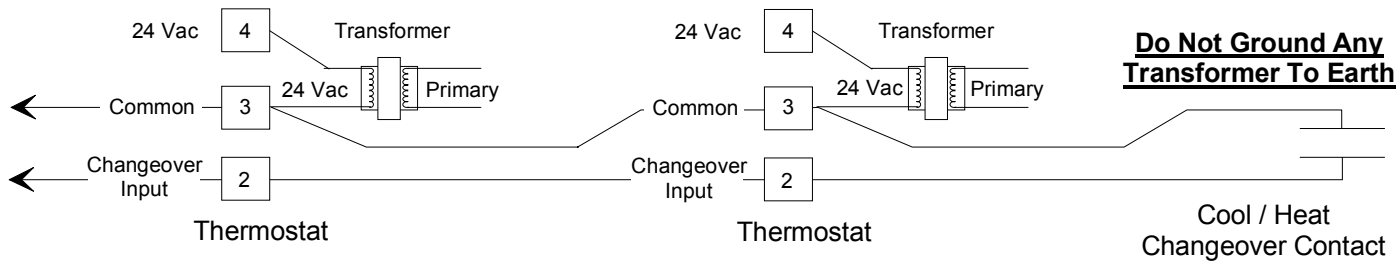 24 Vac 4 Transformer
24 Vac Primary
Common 3
Changeover
Input 2
Thermostat
24 Vac 4 Transformer
24 Vac Primary
Common 3
Changeover
Input 2
Thermostat
Do Not Ground Any
Transformer To Earth
Cool / Heat
Changeover Contact